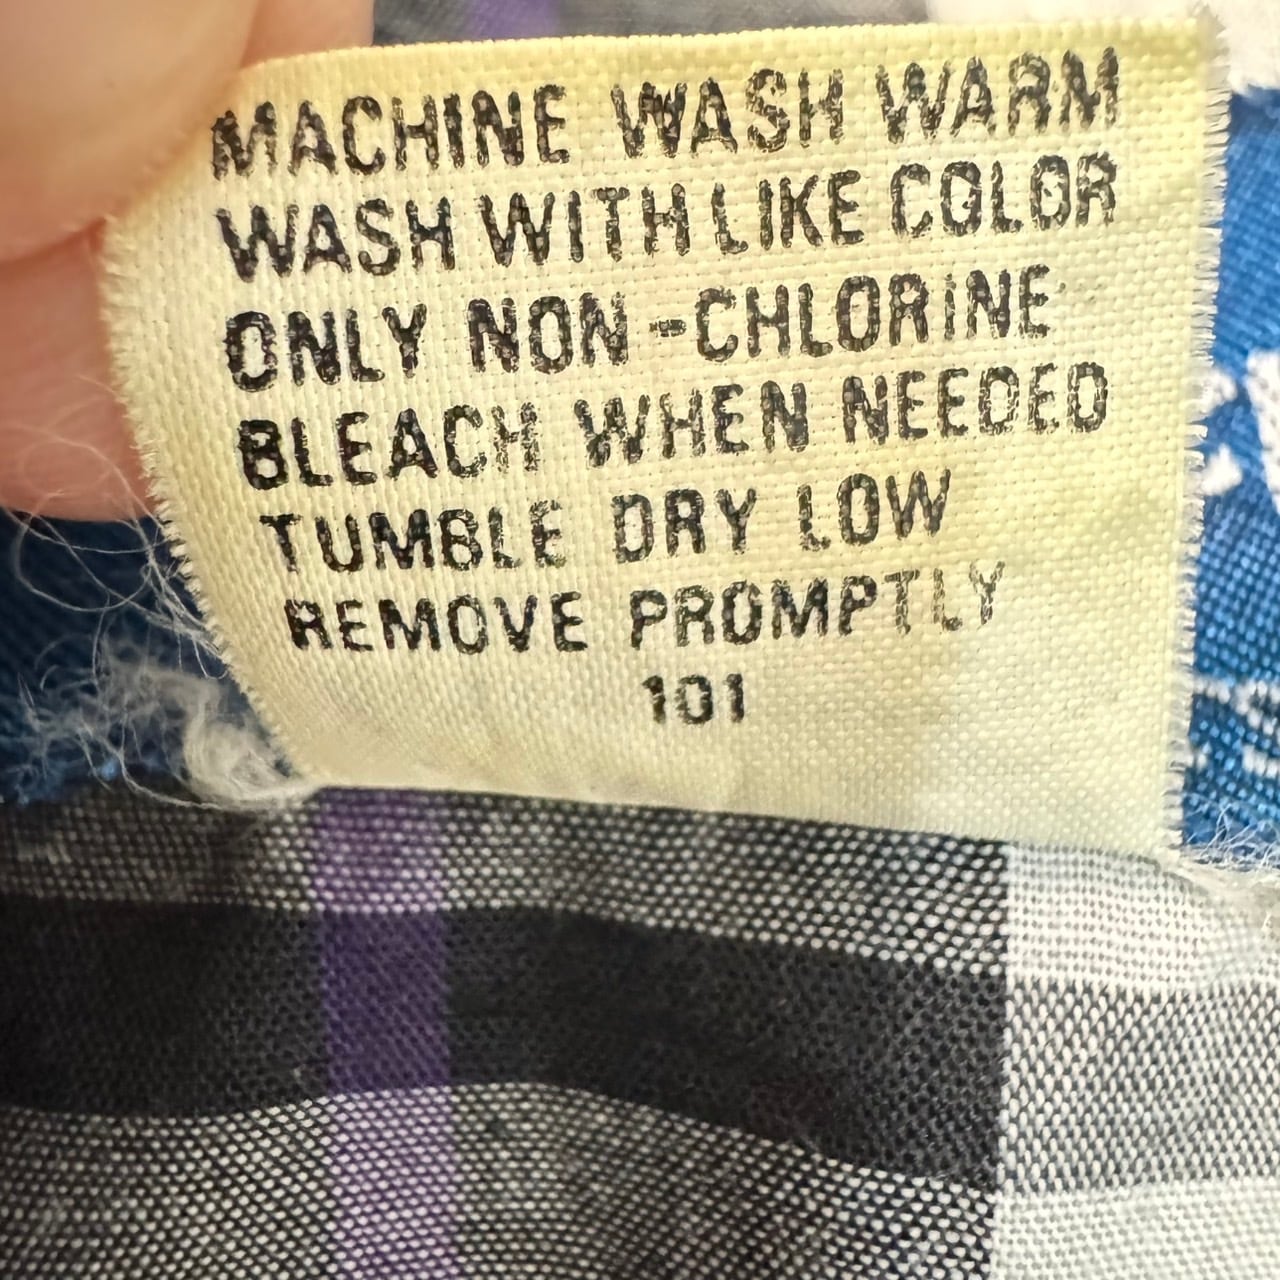 MACHINE WASH WARM
WASH WITH LIKE COLOR
ONLY NON-CHLORINE
BLEACH WHEN NEEDED
TUMBLE DRY LOW
REMOVE PROMPTLY
101